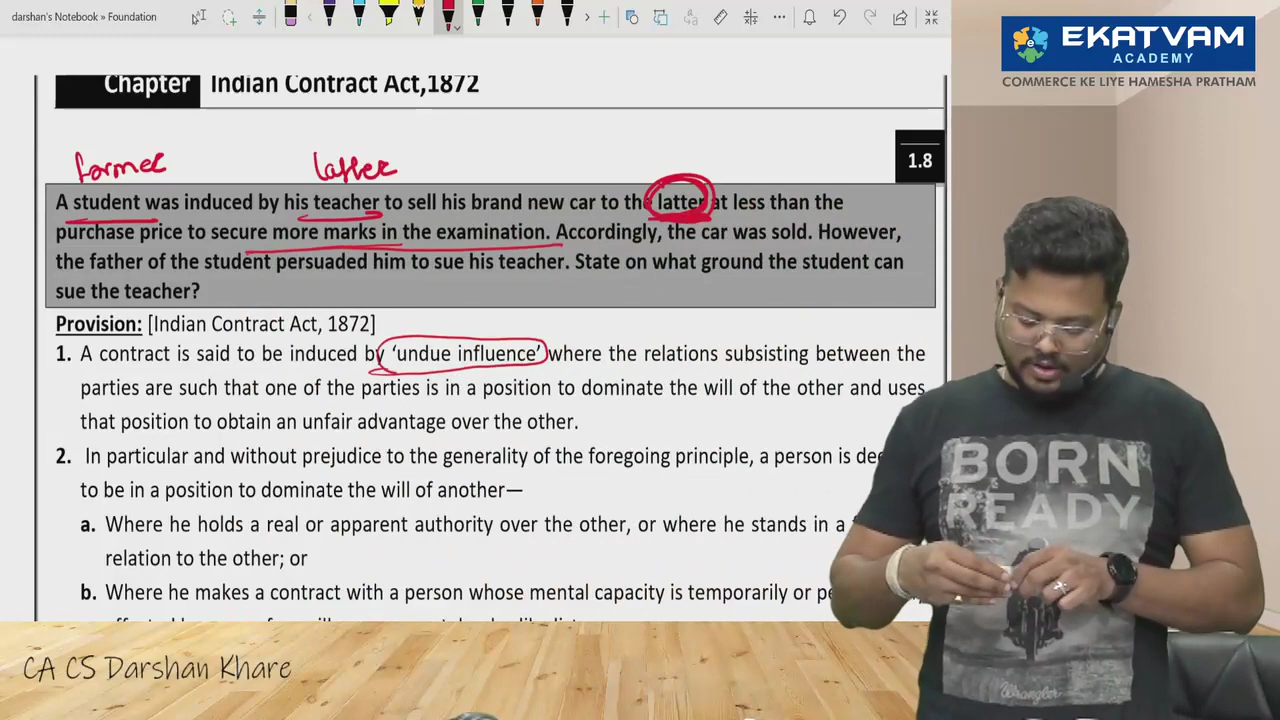 darshan's Notebook » Foundation
EKATVAM
ACADEMY
COMMERCE KE LIYE HAMESHA PRATHAM
Chapter Indian Contract Act,1872
1.8
former latter
A student was induced by his teacher to sell his brand new car to the latter at less than the
purchase price to secure more marks in the examination. Accordingly, the car was sold. However,
the father of the student persuaded him to sue his teacher. State on what ground the student can
sue the teacher?
Provision: [Indian Contract Act, 1872]
1. A contract is said to be induced by ‘undue influence’ where the relations subsisting between the
parties are such that one of the parties is in a position to dominate the will of the other and uses
that position to obtain an unfair advantage over the other.
2. In particular and without prejudice to the generality of the foregoing principle, a person is
to be in a position to dominate the will of another—
a. Where he holds a real or apparent authority over the other, or where he stands in a
relation to the other; or
b. Where he makes a contract with a person whose mental capacity is temporarily or
BORN
READY
Wrangler
CA CS Darshan Khare